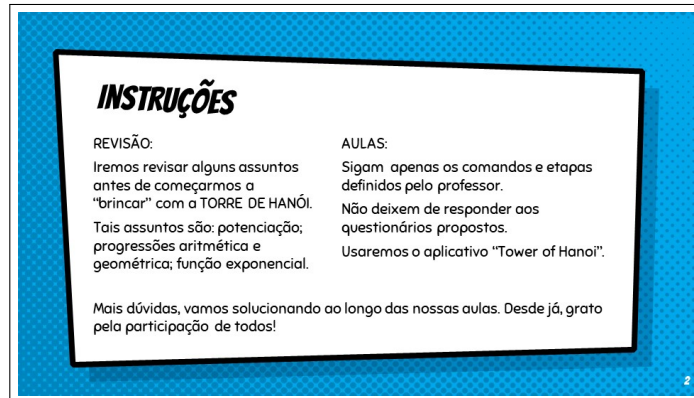 INSTRUÇÕES
REVISÃO:
Iremos revisar alguns assuntos
antes de começarmos a
“brincar” com a TORRE DE HANÓI.
Tais assuntos são: potenciação;
progressões aritmética e
geométrica; função exponencial.
AULAS:
Sigam apenas os comandos e etapas
definidos pelo professor.
Não deixem de responder aos
questionários propostos.
Usaremos o aplicativo “Tower of Hanoi”.
Mais dúvidas, vamos solucionando ao longo das nossas aulas. Desde já, grato
pela participação de todos!
2